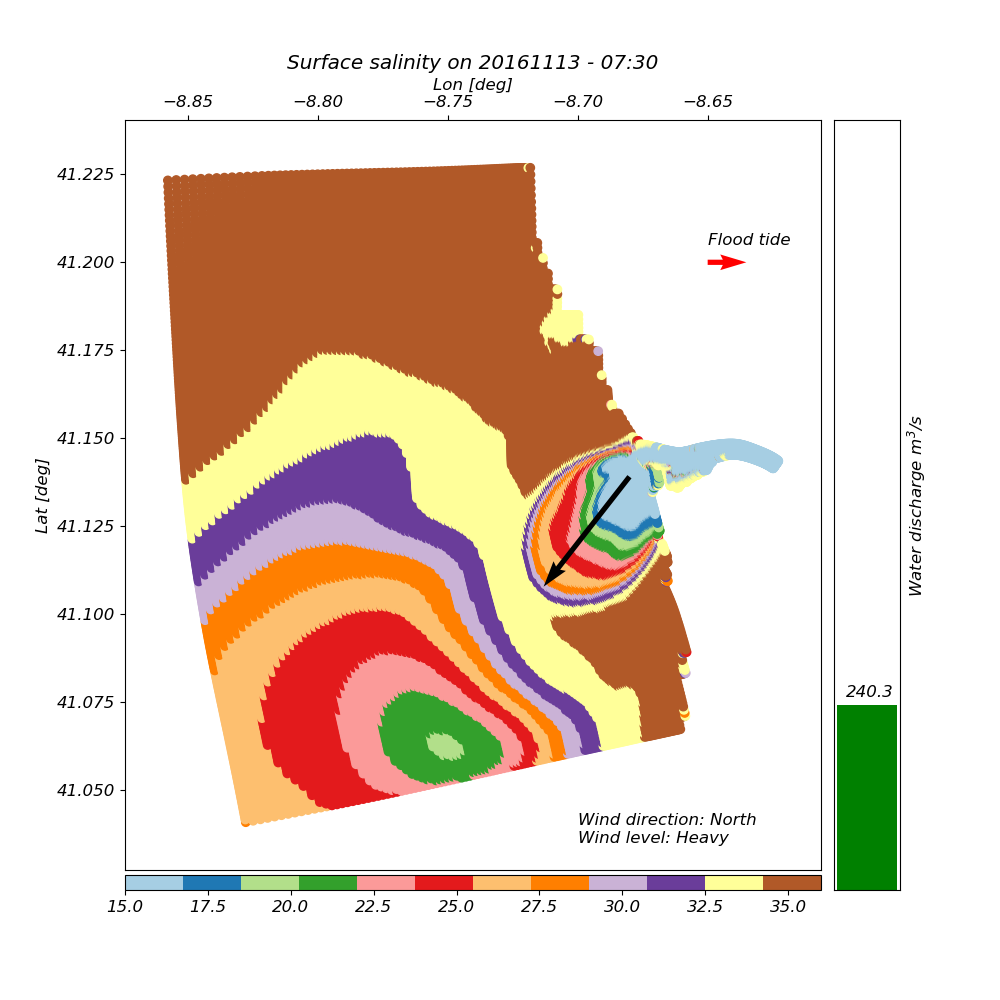 Surface salinity on 20161113 - 07:30
Lon [deg]
−8.85 −8.80 −8.75 −8.70 −8.65
41.225
41.200
41.175
41.150
41.125
41.100
41.075
41.050
Lat [deg]
Flood tide
Wind direction: North
Wind level: Heavy
240.3
Water discharge m³/s
15.0 17.5 20.0 22.5 25.0 27.5 30.0 32.5 35.0